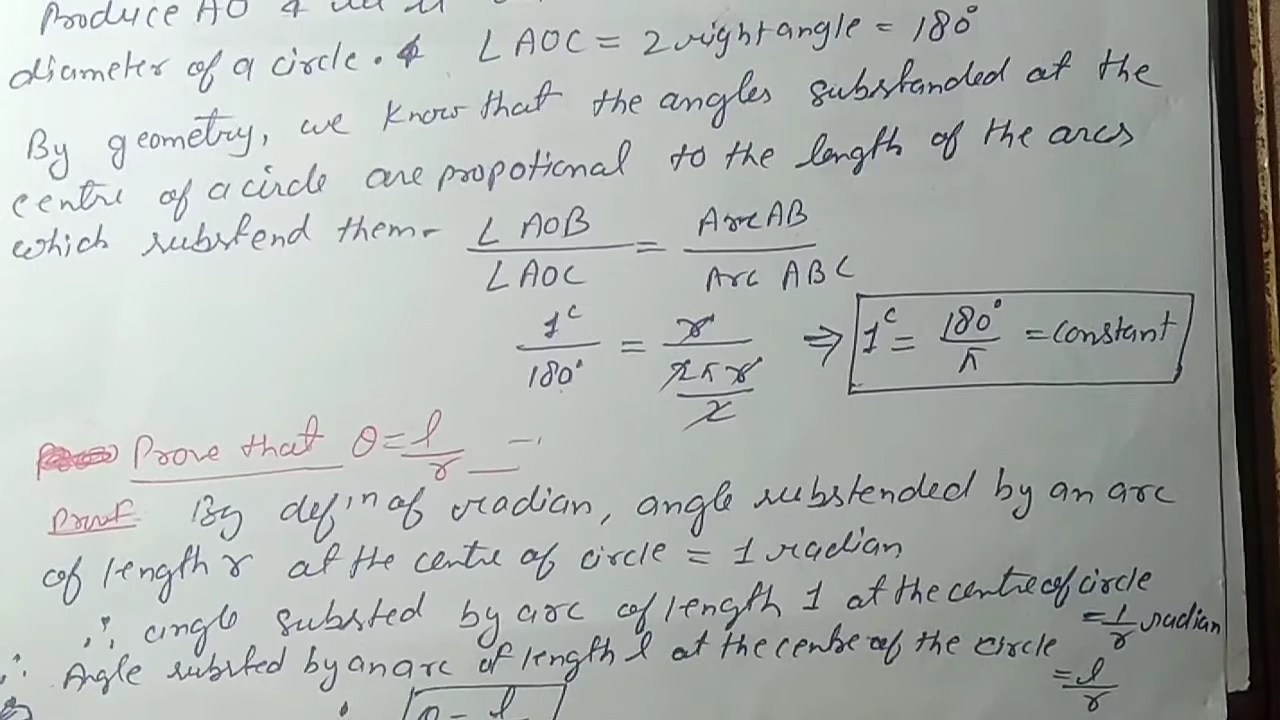 Produce AO
diameter of a circle. & ∠AOC = 2 right angle = 180°
By geometry, we know that the angles substanded at the
centre of a circle are propotional to the length of the arcs
which substend them- ∠AOB / ∠AOC = Arc AB / Arc ABC
1ᶜ / 180° = r / (2πr / 2) ⇒ 1ᶜ = 180° / π = constant
Prove that θ = l / r
Proof By defⁱⁿ of radian, angle substended by an arc
of length r at the centre of circle = 1 radian
∴ angle substed by arc of length 1 at the centre of circle
= 1 / r radian
∴ Angle substed by an arc of length l at the centre of the circle
= l / r
θ = l